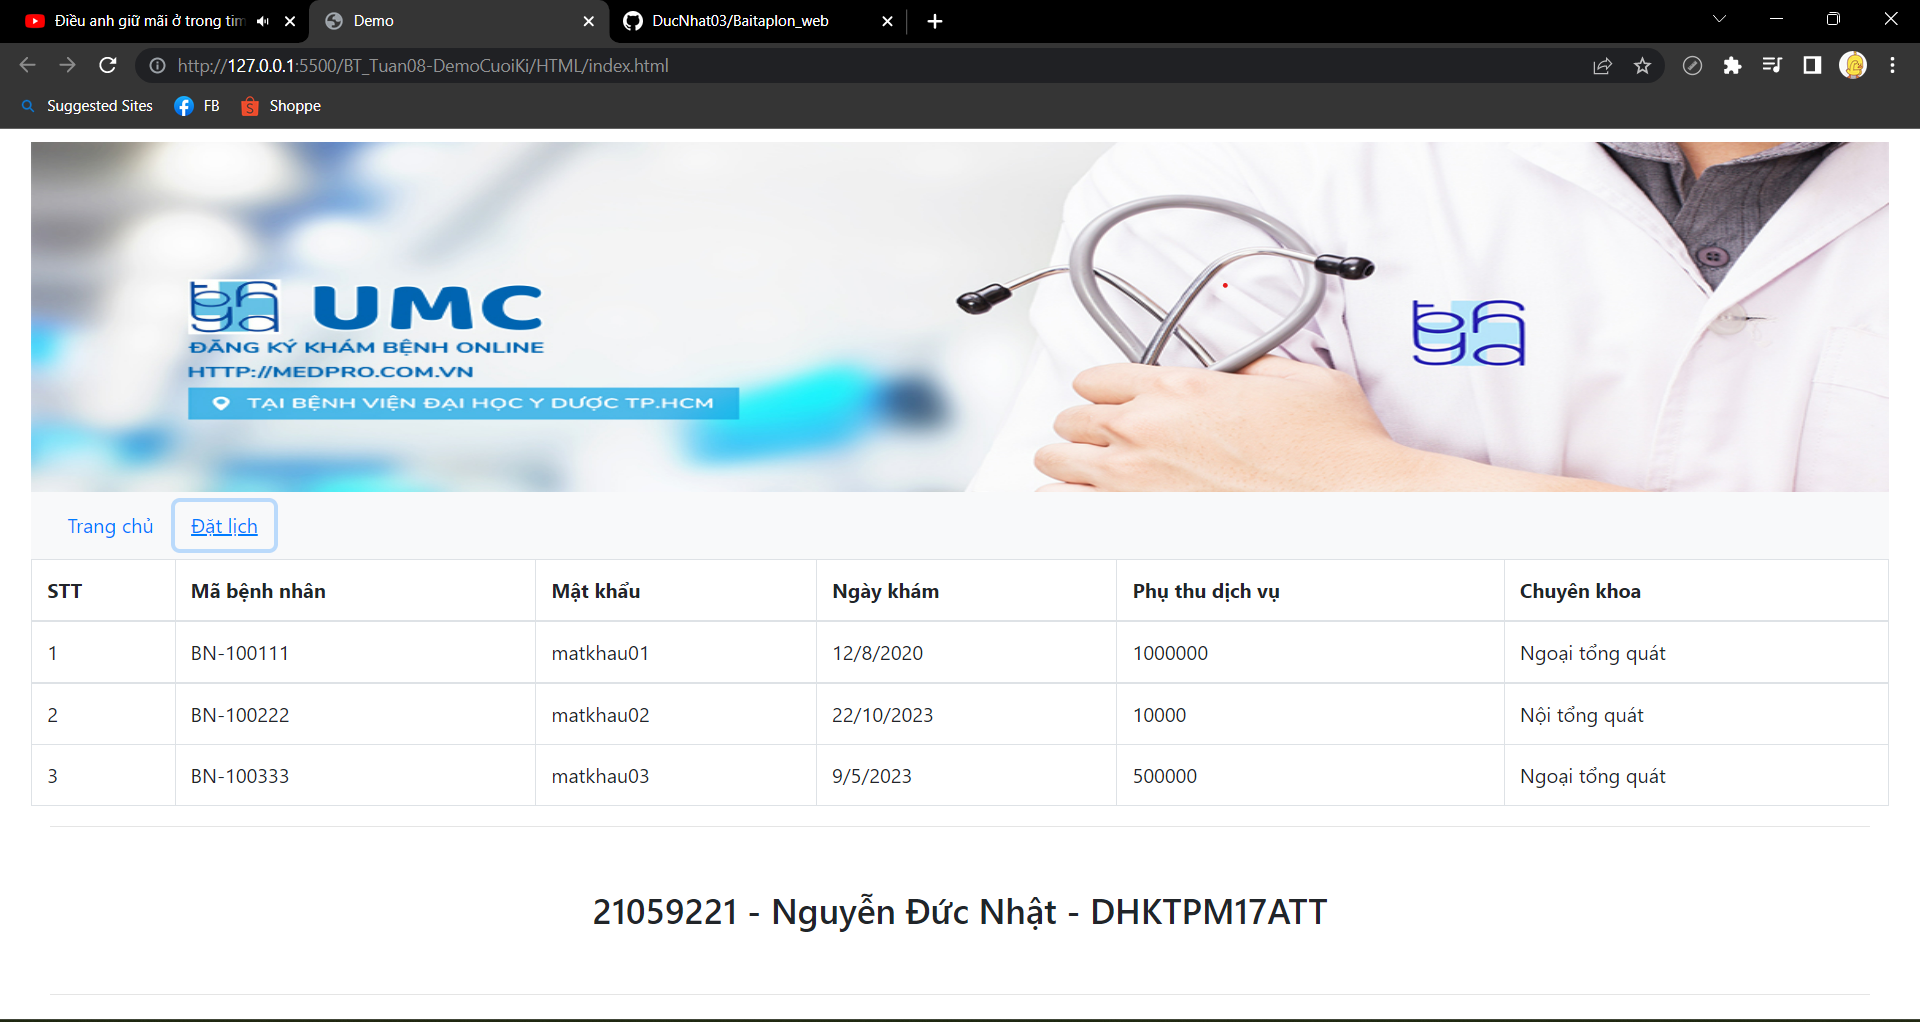 Điều anh giữ mãi ở trong tim
Demo
DucNhat03/Baitaplon_web
http://127.0.0.1:5500/BT_Tuan08-DemoCuoiKi/HTML/index.html
Suggested Sites FB Shoppe
UMC
ĐĂNG KÝ KHÁM BỆNH ONLINE
HTTP://MEDPRO.COM.VN
TẠI BỆNH VIỆN ĐẠI HỌC Y DƯỢC TP.HCM
bh
ya
Trang chủ Đặt lịch
STT Mã bệnh nhân Mật khẩu Ngày khám Phụ thu dịch vụ Chuyên khoa
1 BN-100111 matkhau01 12/8/2020 1000000 Ngoại tổng quát
2 BN-100222 matkhau02 22/10/2023 10000 Nội tổng quát
3 BN-100333 matkhau03 9/5/2023 500000 Ngoại tổng quát
21059221 - Nguyễn Đức Nhật - DHKTPM17ATT